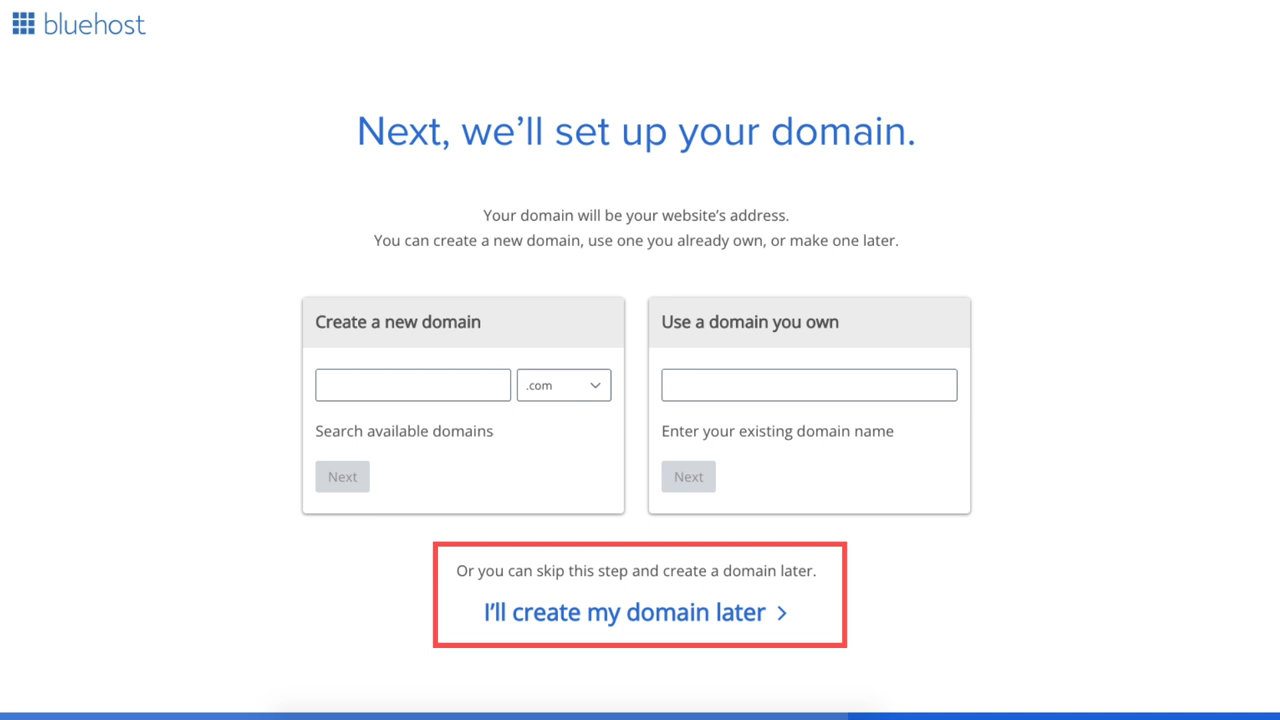 bluehost
Next, we’ll set up your domain.
Your domain will be your website’s address.
You can create a new domain, use one you already own, or make one later.
Create a new domain
.com
Search available domains
Next
Use a domain you own
Enter your existing domain name
Next
Or you can skip this step and create a domain later.
I’ll create my domain later >